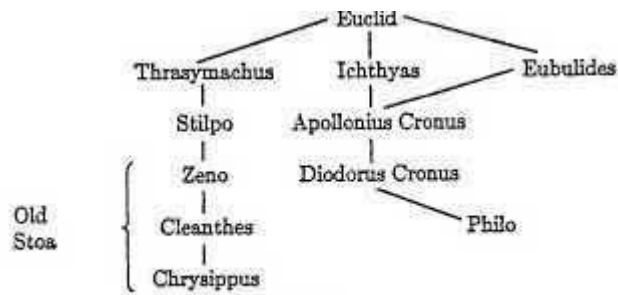 Euclid
Thrasymachus Ichthyas Eubulides
Stilpo Apollonius Cronus
Zeno Diodorus Cronus
Old
Stoa
Cleanthes Philo
Chrysippus